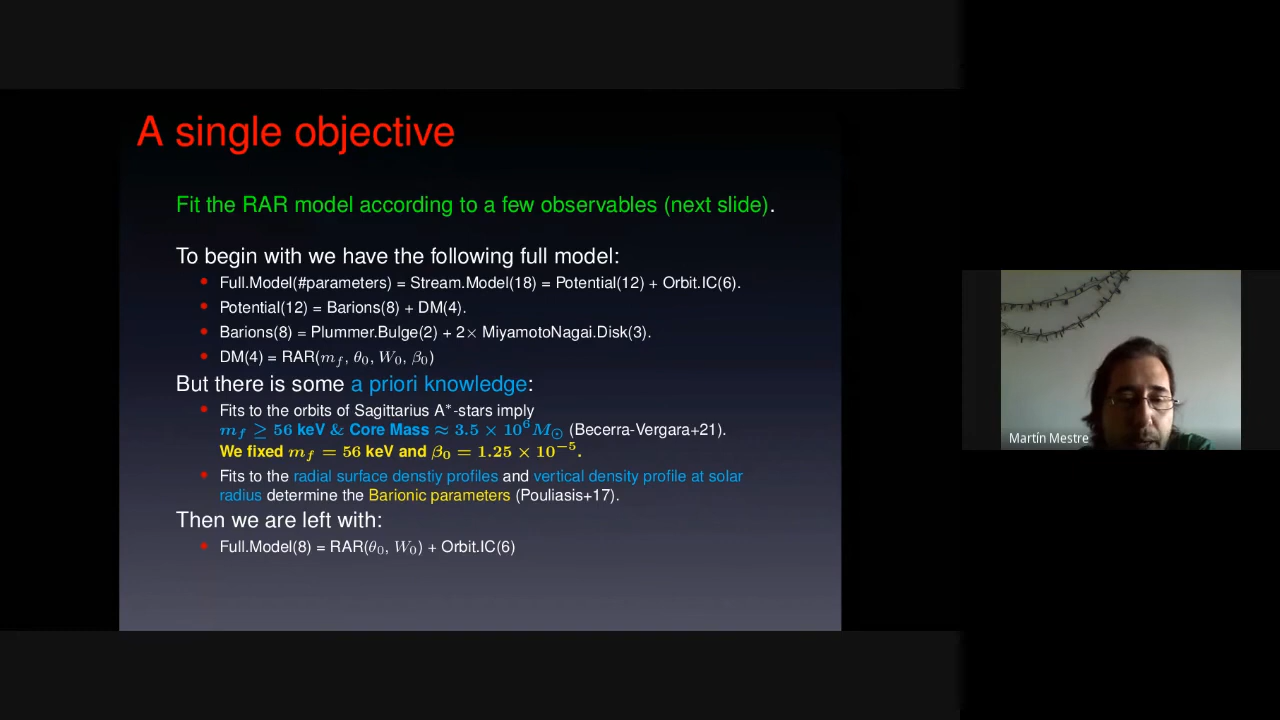 A single objective
Fit the RAR model according to a few observables (next slide).
To begin with we have the following full model:
Full.Model(#parameters) = Stream.Model(18) = Potential(12) + Orbit.IC(6).
Potential(12) = Barions(8) + DM(4).
Barions(8) = Plummer.Bulge(2) + 2× MiyamotoNagai.Disk(3).
DM(4) = RAR(m_f, θ_0, W_0, β_0)
But there is some a priori knowledge:
Fits to the orbits of Sagittarius A*-stars imply
m_f ≥ 56 keV & Core Mass ≈ 3.5 × 10^6 M_⊙ (Becerra-Vergara+21).
We fixed m_f = 56 keV and β_0 = 1.25 × 10^−5.
Fits to the radial surface denstiy profiles and vertical density profile at solar
radius determine the Barionic parameters (Pouliasis+17).
Then we are left with:
Full.Model(8) = RAR(θ_0, W_0) + Orbit.IC(6)
Martín Mestre